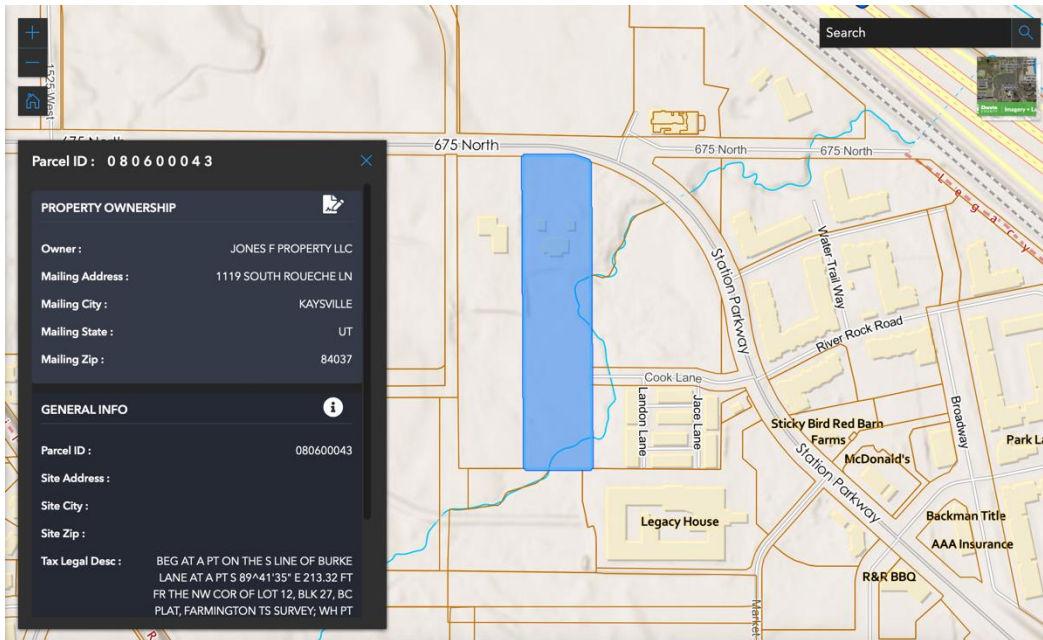 +
Search
−
1525 West
675 North
675 North
675 North
675 North
Legacy
Parcel ID : 080600043
PROPERTY OWNERSHIP
Owner : JONES F PROPERTY LLC
Mailing Address : 1119 SOUTH ROUECHE LN
Mailing City : KAYSVILLE
Mailing State : UT
Mailing Zip : 84037
GENERAL INFO
Parcel ID : 080600043
Site Address :
Site City :
Site Zip :
Tax Legal Desc : BEG AT A PT ON THE S LINE OF BURKE
LANE AT A PT S 89^41'35" E 213.32 FT
FR THE NW COR OF LOT 12, BLK 27, BC
PLAT, FARMINGTON TS SURVEY; WH PT
Station Parkway
Water Trail Way
River Rock Road
Cook Lane
Landon Lane
Jace Lane
Broadway
Sticky Bird Red Barn
Farms
McDonald's
Park La
Station Parkway
Legacy House
Backman Title
AAA Insurance
R&R BBQ
Market